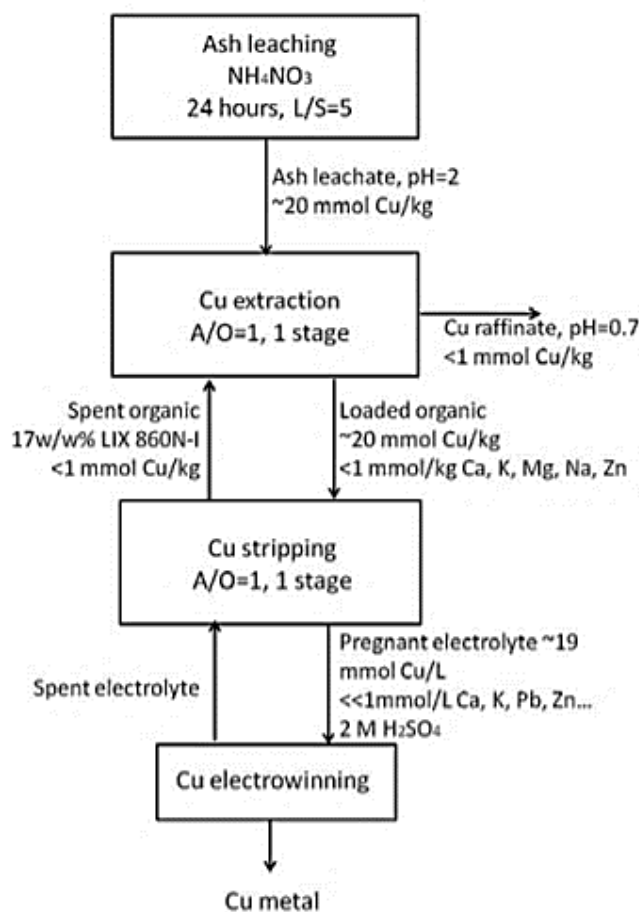 Ash leaching
NH₄NO₃
24 hours, L/S=5
Ash leachate, pH=2
~20 mmol Cu/kg
Cu extraction
A/O=1, 1 stage
Cu raffinate, pH=0.7
<1 mmol Cu/kg
Spent organic
17w/w% LIX 860N-I
<1 mmol Cu/kg
Loaded organic
~20 mmol Cu/kg
<1 mmol/kg Ca, K, Mg, Na, Zn
Cu stripping
A/O=1, 1 stage
Spent electrolyte
Pregnant electrolyte ~19
mmol Cu/L
<<1mmol/L Ca, K, Pb, Zn...
2 M H₂SO₄
Cu electrowinning
Cu metal